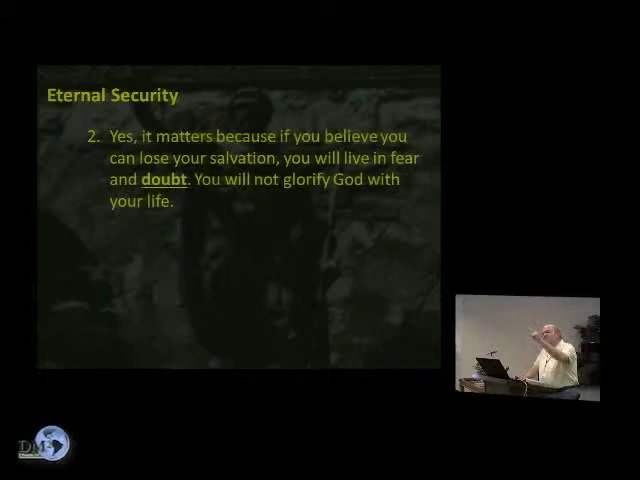 Eternal Security
2. Yes, it matters because if you believe you
can lose your salvation, you will live in fear
and doubt. You will not glorify God with
your life.
DM2